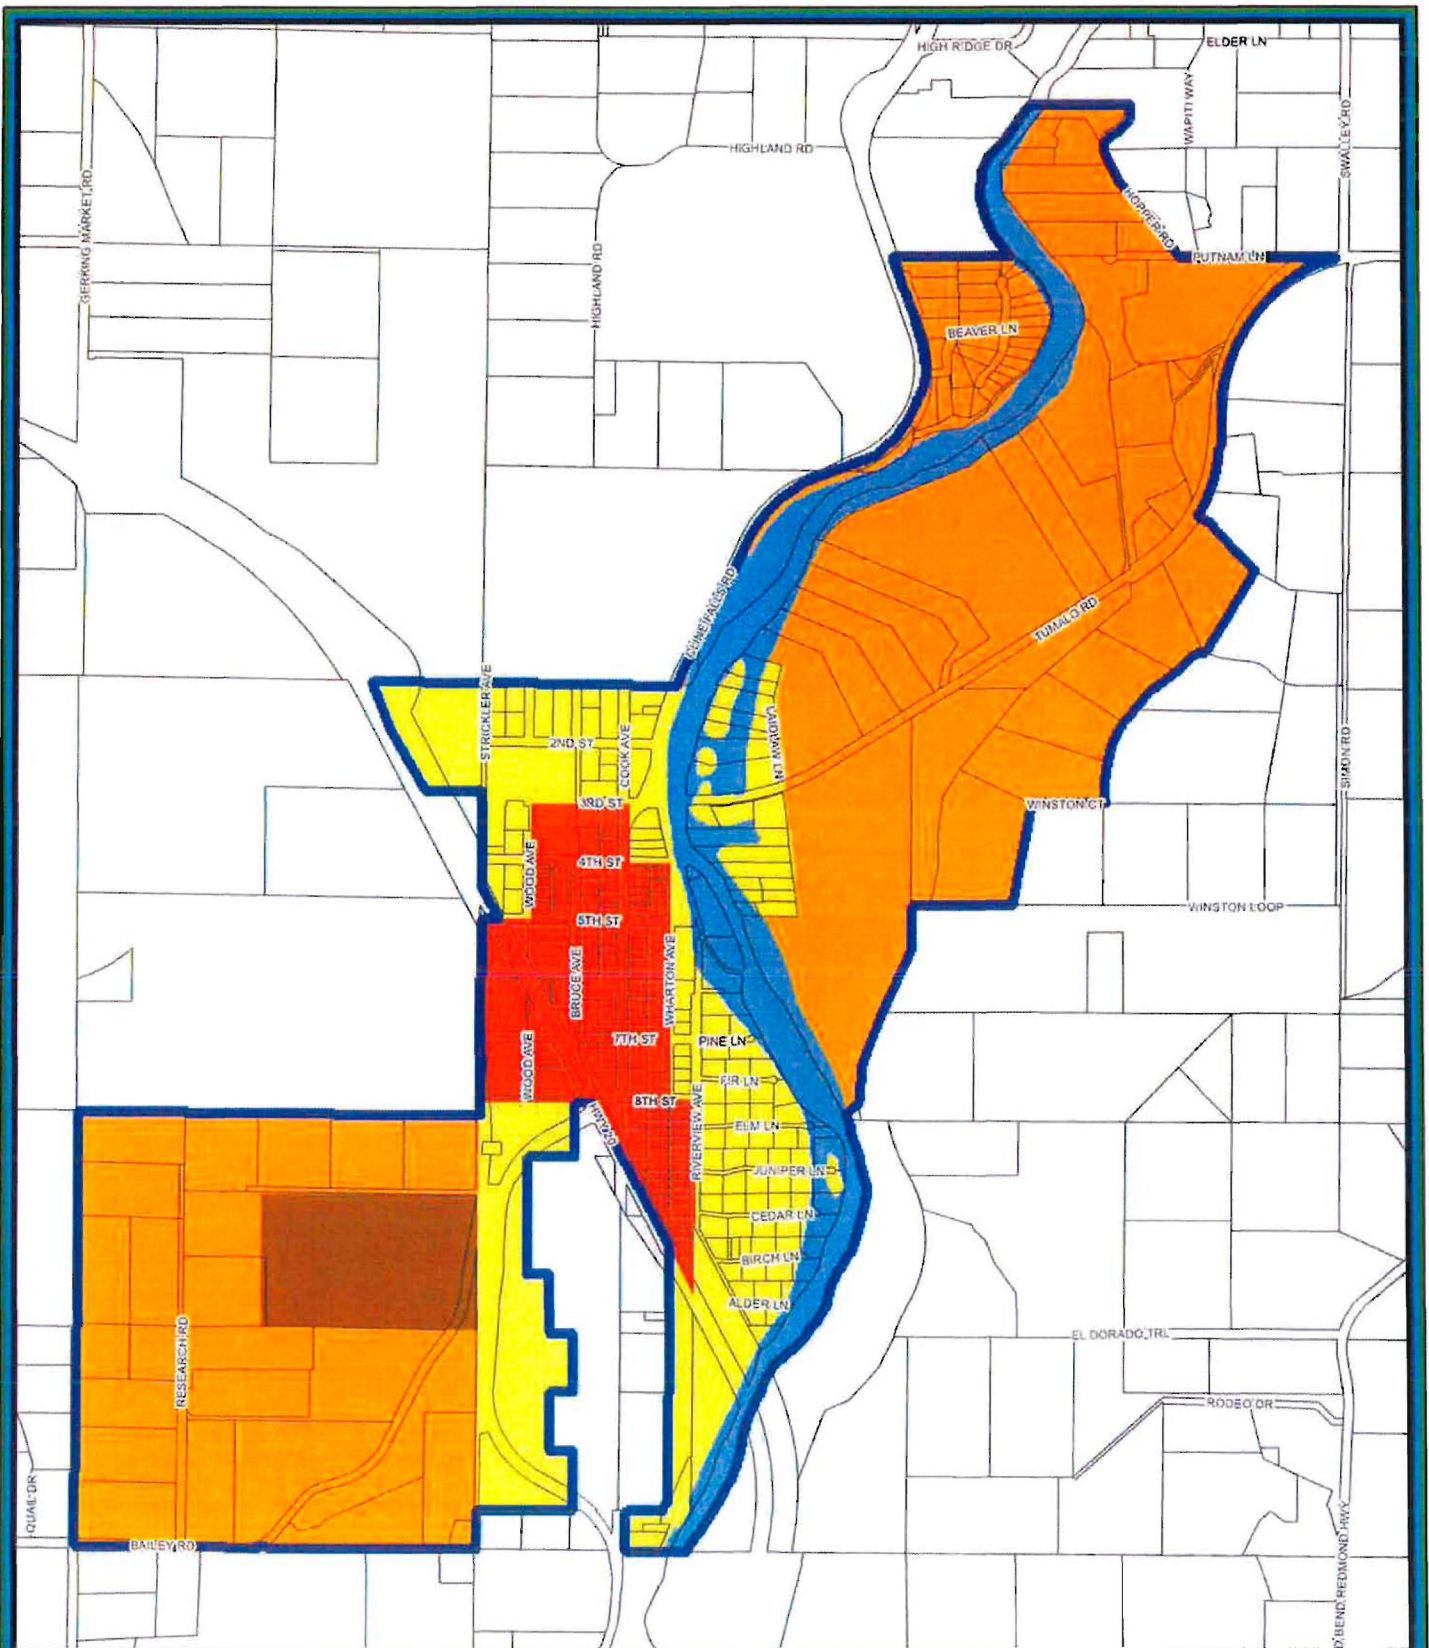 HIGH RIDGE DR
ELDER LN
WAPITI WAY
SWALLEY RD
HIGHLAND RD
GERKING MARKET RD
HOPPER RD
HIGHLAND RD
PUTNAM LN
BEAVER LN
CLINE FALLS RD
TUMALO RD
STRICKLER AVE
LAIDLAW LN
2ND ST
COOK AVE
SIMON RD
3RD ST
WINSTON CT
4TH ST
WOOD AVE
WINSTON LOOP
5TH ST
BRUCE AVE
WHARTON AVE
7TH ST
PINE LN
WOOD AVE
FIR LN
8TH ST
RIVERVIEW AVE
ELM LN
JUNIPER LN
CEDAR LN
BIRCH LN
ALDER LN
EL DORADO TRL
RESEARCH RD
RODEO DR
QUAIL DR
BAILEY RD
D BEND REDMOND HWY